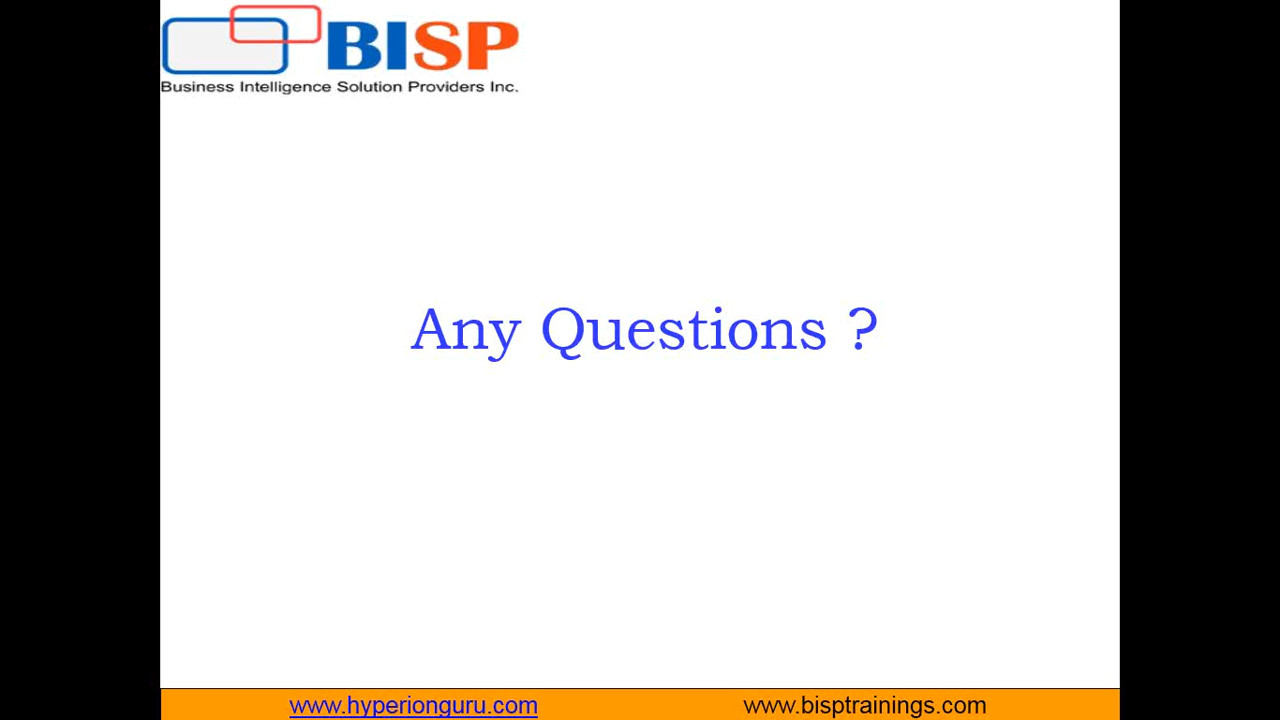 BISP
Business Intelligence Solution Providers Inc.
Any Questions ?
www.hyperionguru.com www.bisptrainings.com